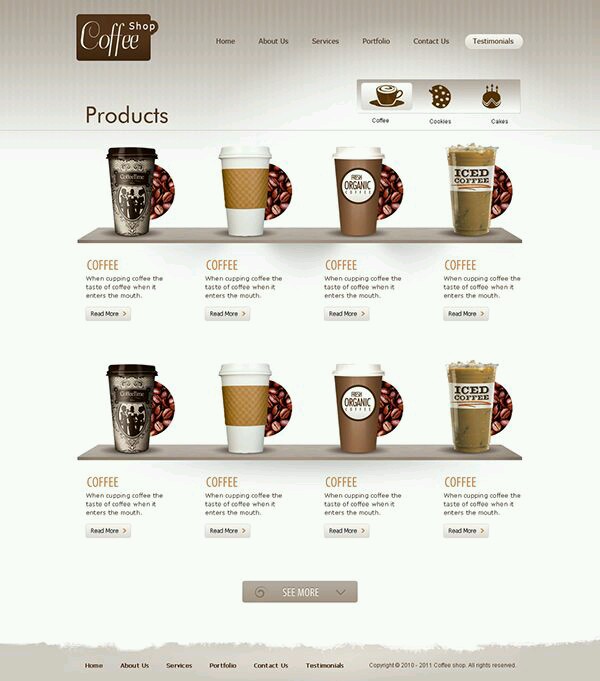 Coffee Shop
Home About Us Services Portfolio Contact Us Testimonials
Products
Coffee Cookies Cakes
CoffeeTime
FRESH
ORGANIC
COFFEE
ICED
COFFEE
COFFEE COFFEE COFFEE COFFEE
When cupping coffee the When cupping coffee the When cupping coffee the When cupping coffee the
taste of coffee when it taste of coffee when it taste of coffee when it taste of coffee when it
enters the mouth. enters the mouth. enters the mouth. enters the mouth.
Read More > Read More > Read More > Read More >
CoffeeTime
FRESH
ORGANIC
COFFEE
ICED
COFFEE
COFFEE COFFEE COFFEE COFFEE
When cupping coffee the When cupping coffee the When cupping coffee the When cupping coffee the
taste of coffee when it taste of coffee when it taste of coffee when it taste of coffee when it
enters the mouth. enters the mouth. enters the mouth. enters the mouth.
Read More > Read More > Read More > Read More >
SEE MORE
Home About Us Services Portfolio Contact Us Testimonials Copyright © 2010 - 2011 Coffee shop. All rights reserved.